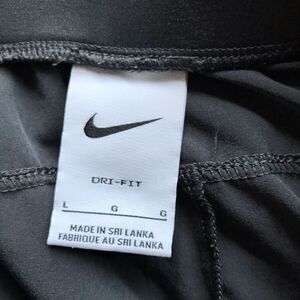 DRI-FIT
L G G
MADE IN SRI LANKA
FABRIQUE AU SRI LANKA